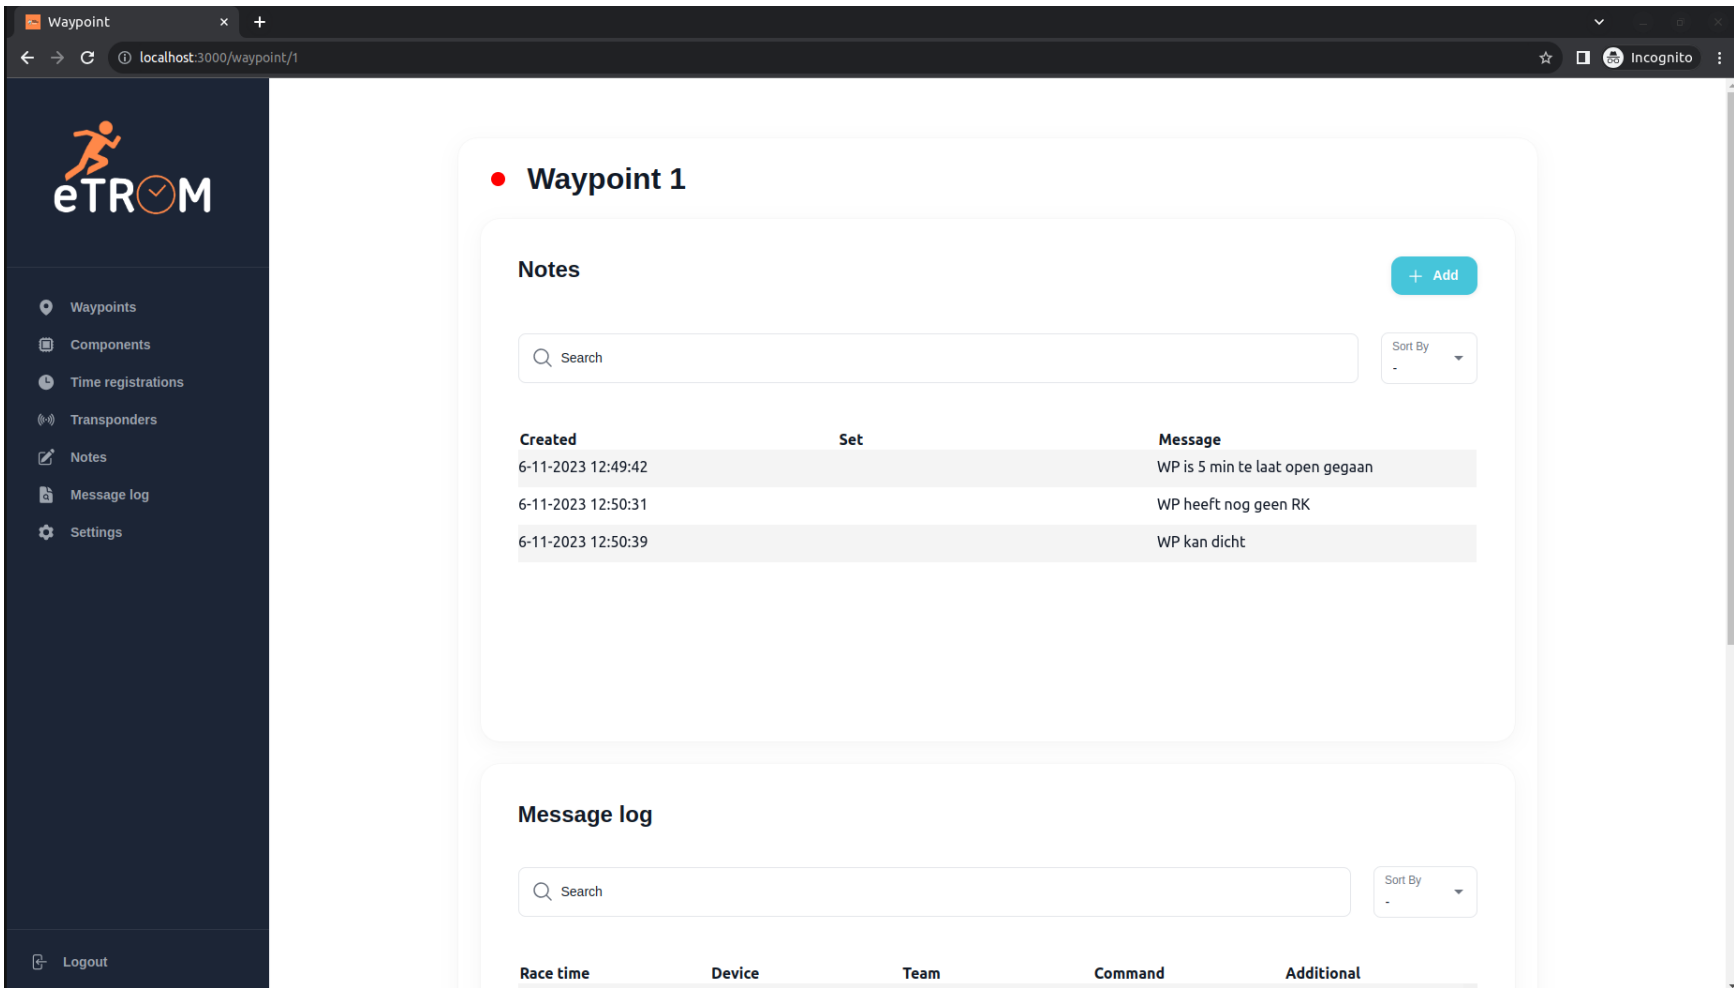 Waypoint
localhost:3000/waypoint/1
Incognito
eTROM
Waypoints
Components
Time registrations
Transponders
Notes
Message log
Settings
Logout
Waypoint 1
Notes
+ Add
Search
Sort By
-
Created Set Message
6-11-2023 12:49:42 WP is 5 min te laat open gegaan
6-11-2023 12:50:31 WP heeft nog geen RK
6-11-2023 12:50:39 WP kan dicht
Message log
Search
Sort By
-
Race time Device Team Command Additional